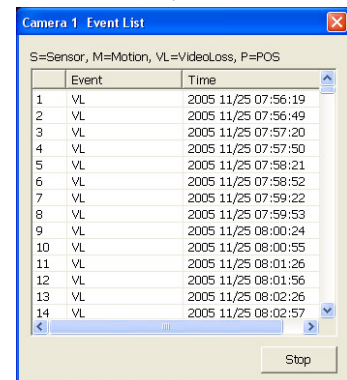 Camera 1 Event List
S=Sensor, M=Motion, VL=VideoLoss, P=POS
Event Time
1 VL 2005 11/25 07:56:19
2 VL 2005 11/25 07:56:49
3 VL 2005 11/25 07:57:20
4 VL 2005 11/25 07:57:50
5 VL 2005 11/25 07:58:21
6 VL 2005 11/25 07:58:52
7 VL 2005 11/25 07:59:22
8 VL 2005 11/25 07:59:53
9 VL 2005 11/25 08:00:24
10 VL 2005 11/25 08:00:55
11 VL 2005 11/25 08:01:26
12 VL 2005 11/25 08:01:56
13 VL 2005 11/25 08:02:26
14 VL 2005 11/25 08:02:57
Stop